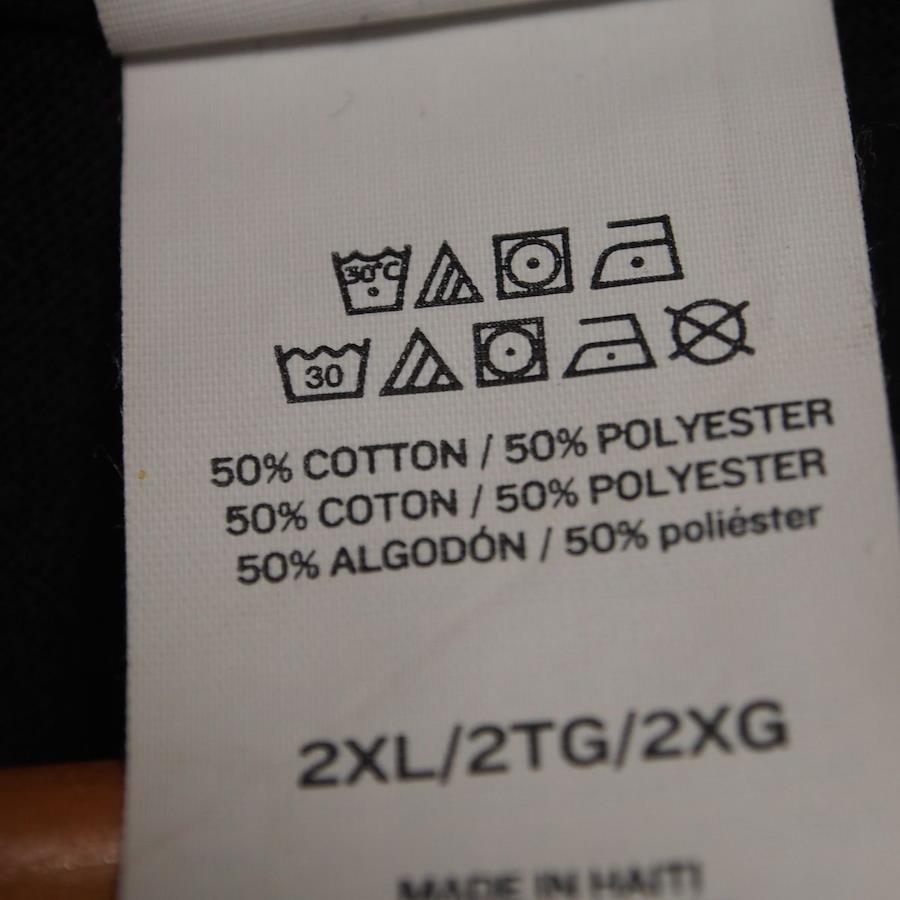 30°C
30
50% COTTON / 50% POLYESTER
50% COTON / 50% POLYESTER
50% ALGODÓN / 50% poliéster
2XL/2TG/2XG
MADE IN HAITI